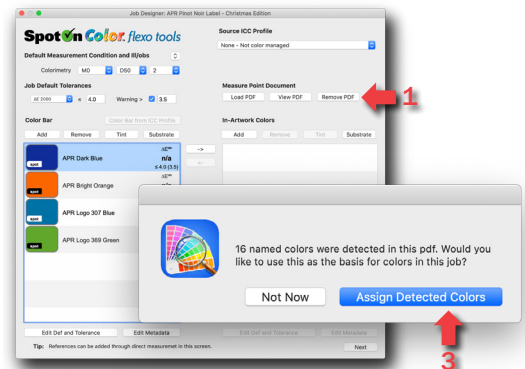 Job Designer: APR Pinot Noir Label - Christmas Edition
SpotOn Color. flexo tools
Source ICC Profile
None - Not color managed
Default Measurement Condition and Ill/obs
Colorimetry M0 D50 2
Job Default Tolerances
ΔE 2000 ≤ 4.0 Warning > 3.5
Measure Point Document
Load PDF View PDF Remove PDF
1
Color Bar Color Bar from ICC Profile
In-Artwork Colors
Add Remove Tint Substrate
Add Remove Tint Substrate
spot APR Dark Blue ΔE⁰⁰ n/a ≤4.0 (3.5)
-->
<--
spot APR Bright Orange ΔE⁰⁰ n/a
spot APR Logo 307 Blue
spot APR Logo 369 Green
16 named colors were detected in this pdf. Would you
like to use this as the basis for colors in this job?
Not Now Assign Detected Colors
3
Edit Def and Tolerance Edit Metadata
Edit Def and Tolerance Edit Metadata
Tip: References can be added through direct measuremet in this screen.
Next